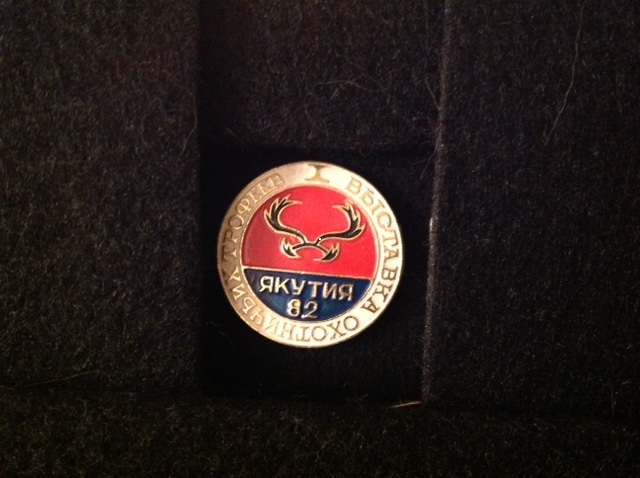 I ВЫСТАВКА ОХОТНИЧЬИХ ТРОФЕЕВ
ЯКУТИЯ
82